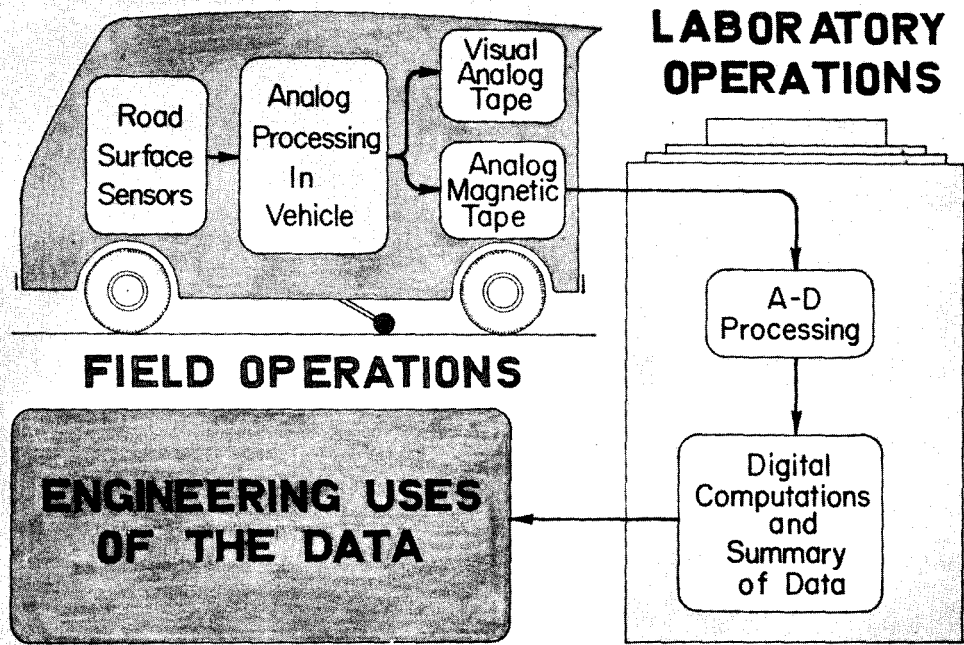 LABORATORY
OPERATIONS
Road
Surface
Sensors
Analog
Processing
In
Vehicle
Visual
Analog
Tape
Analog
Magnetic
Tape
A-D
Processing
FIELD OPERATIONS
Digital
Computations
and
Summary
of Data
ENGINEERING USES
OF THE DATA